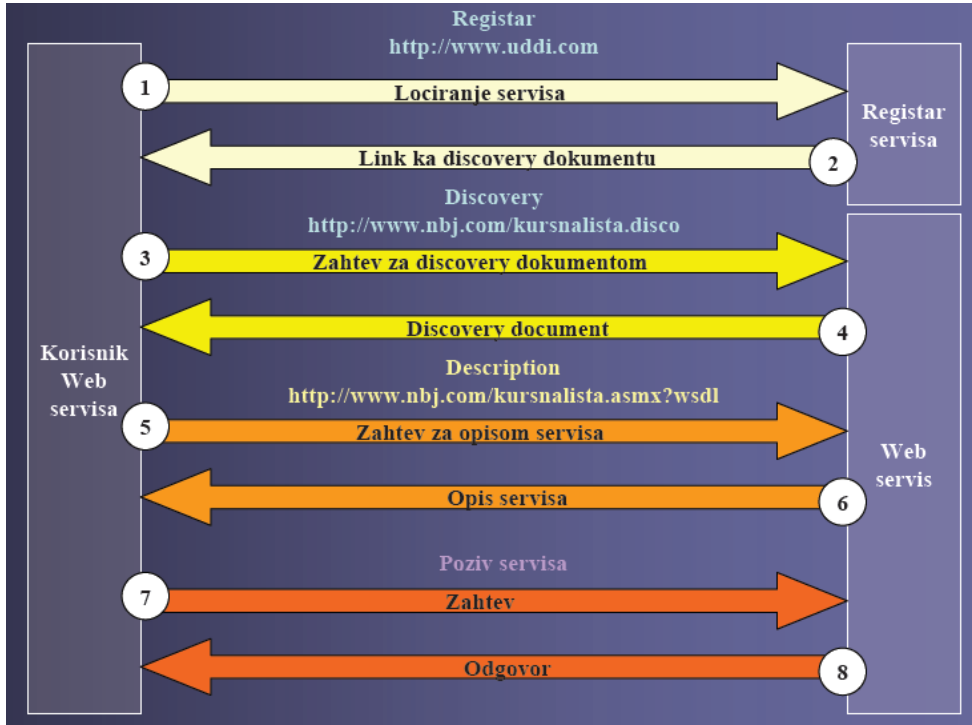 Registar
http://www.uddi.com
1
Lociranje servisa
Registar
servisa
Link ka discovery dokumentu
2
Discovery
http://www.nbj.com/kursnalista.disco
3
Zahtev za discovery dokumentom
Discovery document
4
Korisnik
Web
servisa
Description
http://www.nbj.com/kursnalista.asmx?wsdl
5
Zahtev za opisom servisa
Web
servis
Opis servisa
6
Poziv servisa
7
Zahtev
Odgovor
8